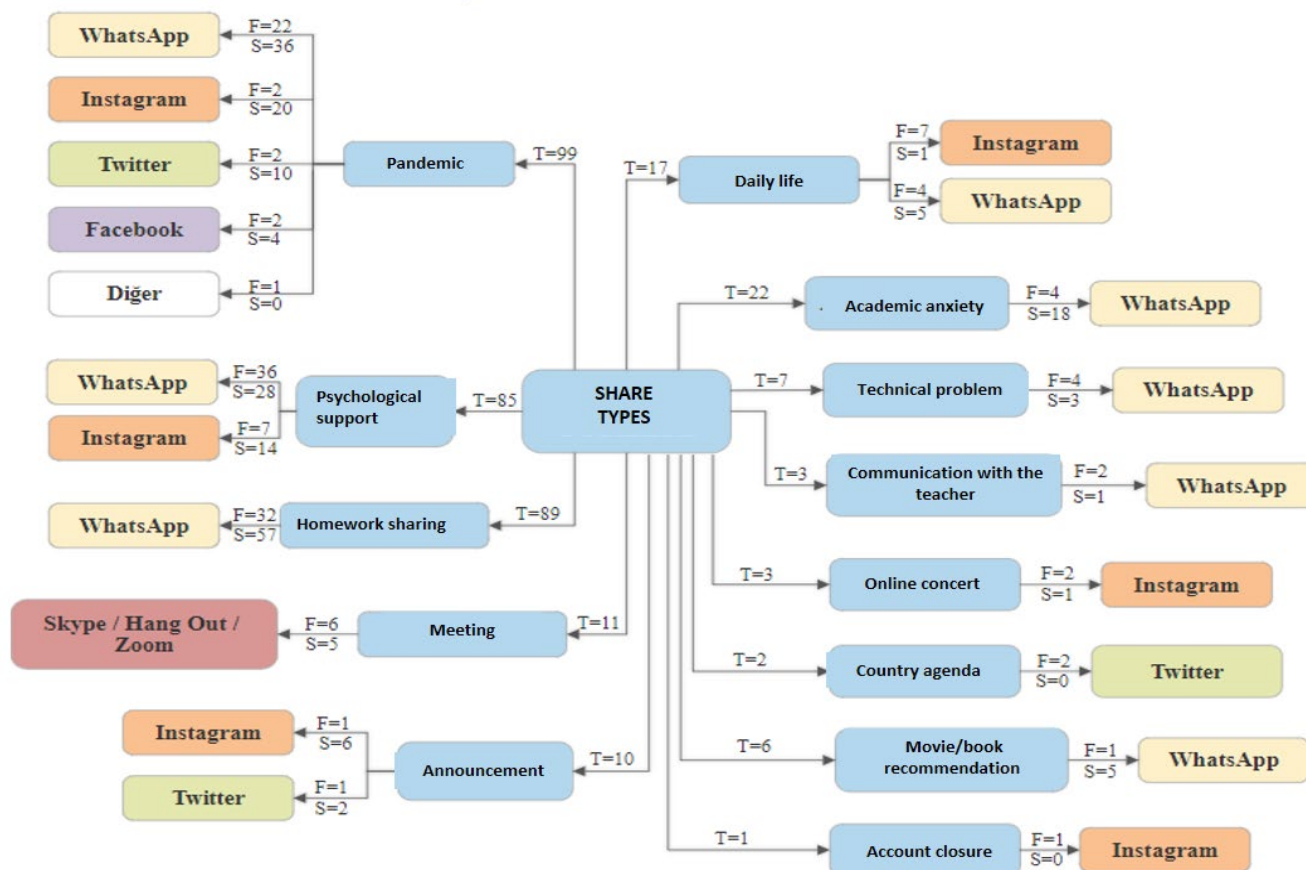 WhatsApp
F=22
S=36
Instagram
F=2
S=20
Twitter
F=2
S=10
Facebook
F=2
S=4
Diğer
F=1
S=0
Pandemic
T=99
WhatsApp
F=36
S=28
Instagram
F=7
S=14
Psychological
support
T=85
WhatsApp
F=32
S=57
Homework sharing
T=89
Skype / Hang Out /
Zoom
F=6
S=5
Meeting
T=11
Instagram
F=1
S=6
Twitter
F=1
S=2
Announcement
T=10
SHARE
TYPES
T=17
Daily life
F=7
S=1
Instagram
F=4
S=5
WhatsApp
T=22
Academic anxiety
F=4
S=18
WhatsApp
T=7
Technical problem
F=4
S=3
WhatsApp
T=3
Communication with the
teacher
F=2
S=1
WhatsApp
T=3
Online concert
F=2
S=1
Instagram
T=2
Country agenda
F=2
S=0
Twitter
T=6
Movie/book
recommendation
F=1
S=5
WhatsApp
T=1
Account closure
F=1
S=0
Instagram